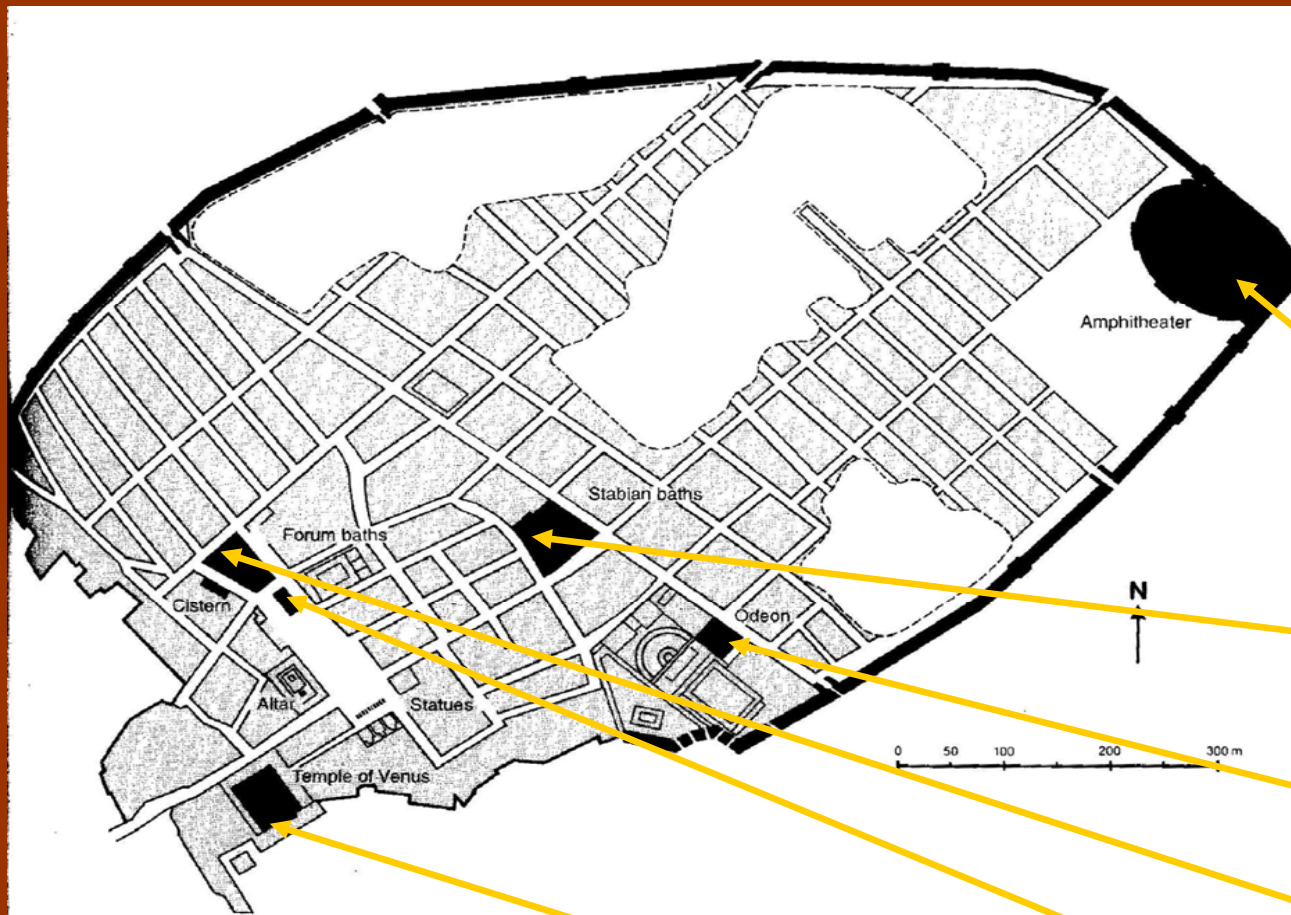 Amphitheater
Stabian baths
Forum baths
Cistern
N
Odeon
Altar
Statues
0 50 100 200 300 m
Temple of Venus